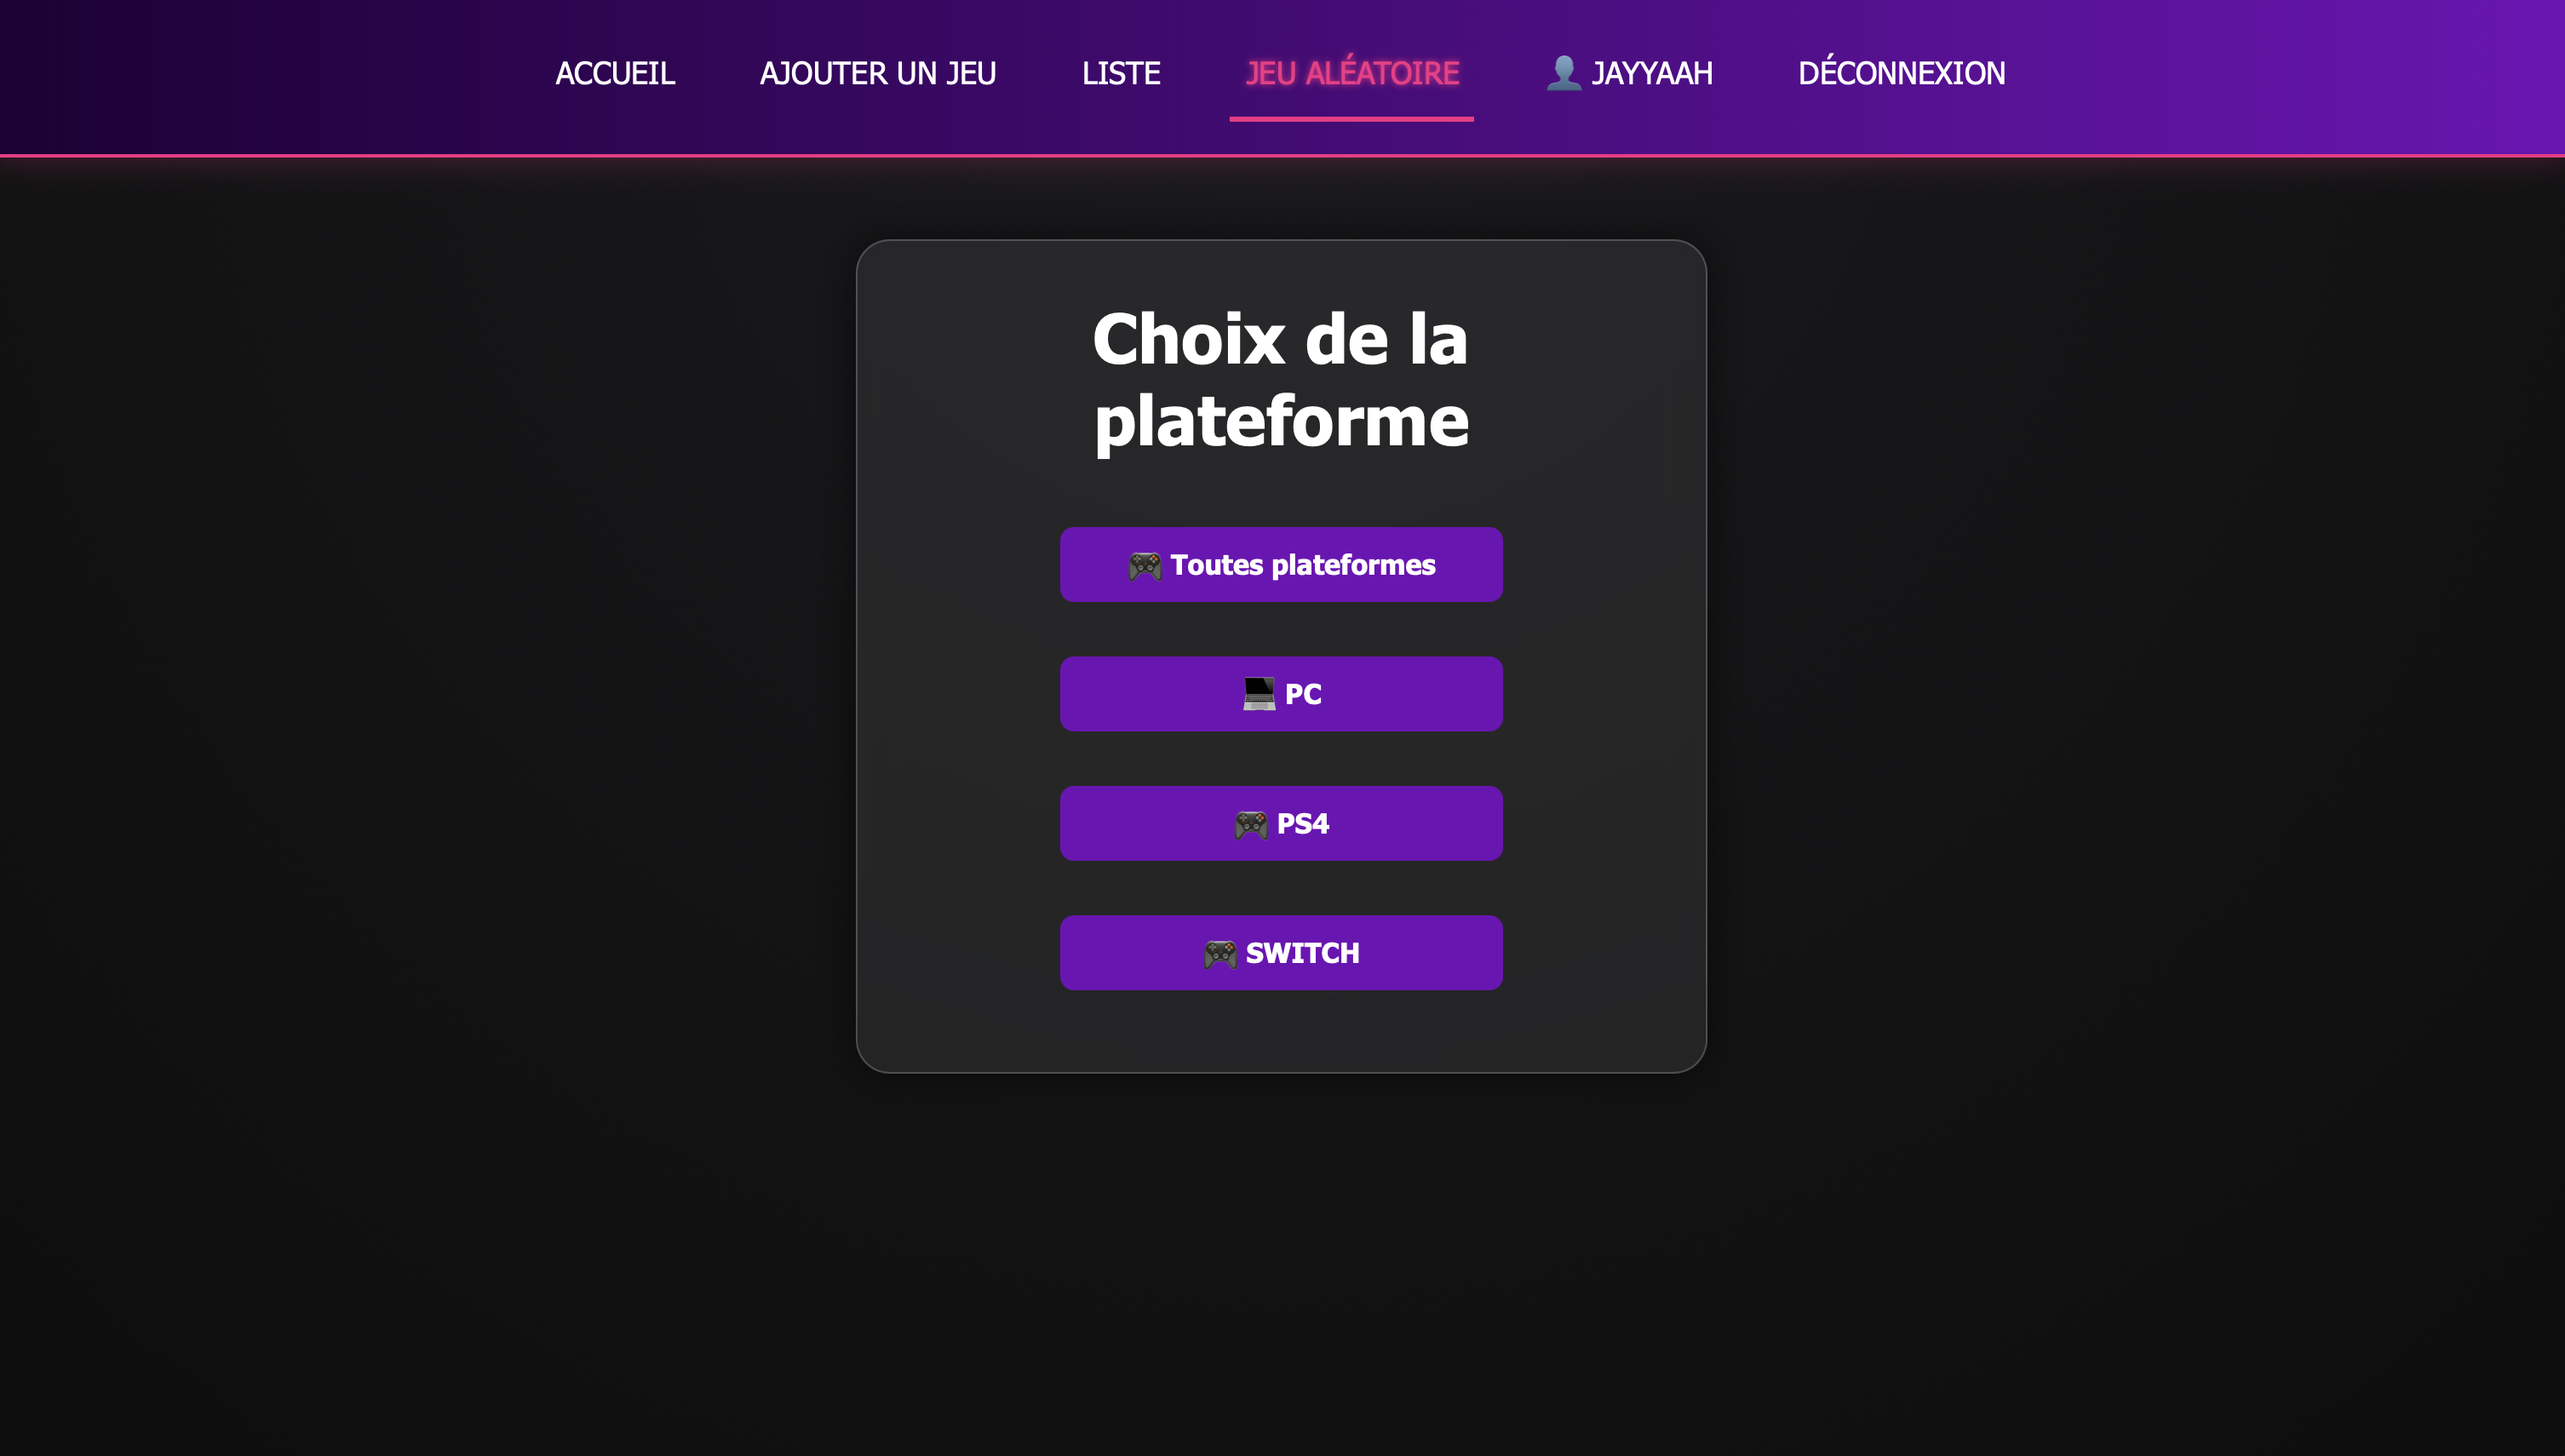 ACCUEIL AJOUTER UN JEU LISTE JEU ALÉATOIRE 👤 JAYYAAH DÉCONNEXION
Choix de la
plateforme
🎮 Toutes plateformes
💻 PC
🎮 PS4
🎮 SWITCH